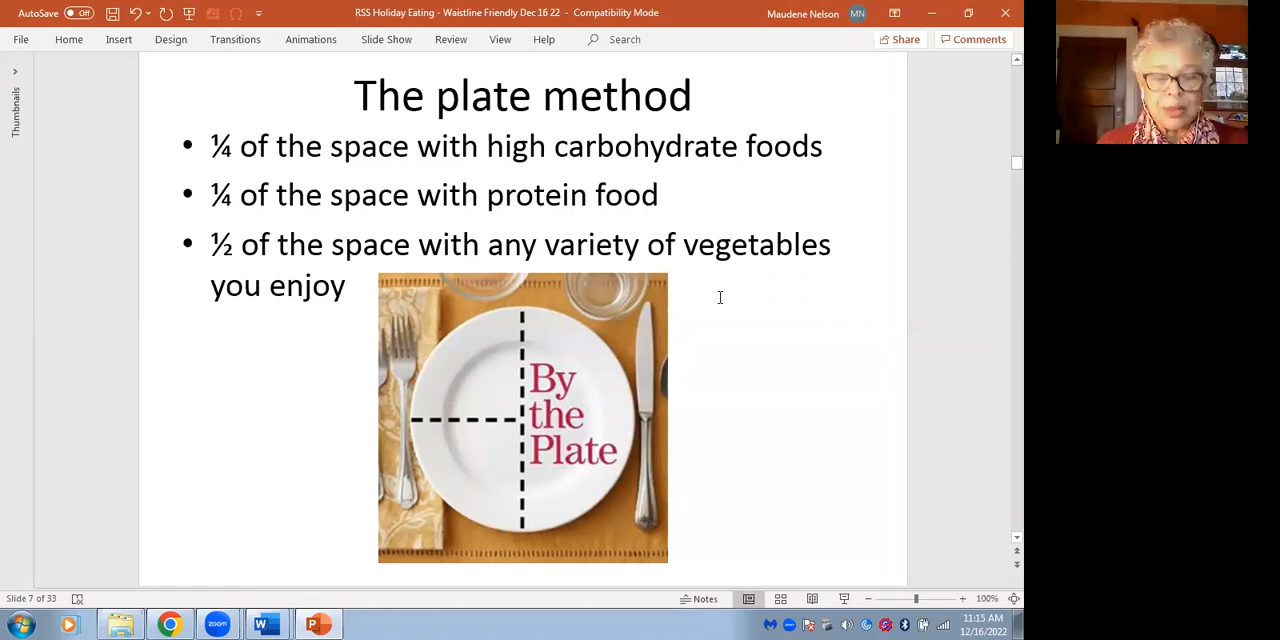 AutoSave Off
RSS Holiday Eating - Waistline Friendly Dec 16 22 - Compatibility Mode
Maudene Nelson MN
File Home Insert Design Transitions Animations Slide Show Review View Help Search Share Comments
Thumbnails
The plate method
• ¼ of the space with high carbohydrate foods
• ¼ of the space with protein food
• ½ of the space with any variety of vegetables
you enjoy
By
the
Plate
Slide 7 of 33
Notes
100%
zoom
11:15 AM
12/16/2022